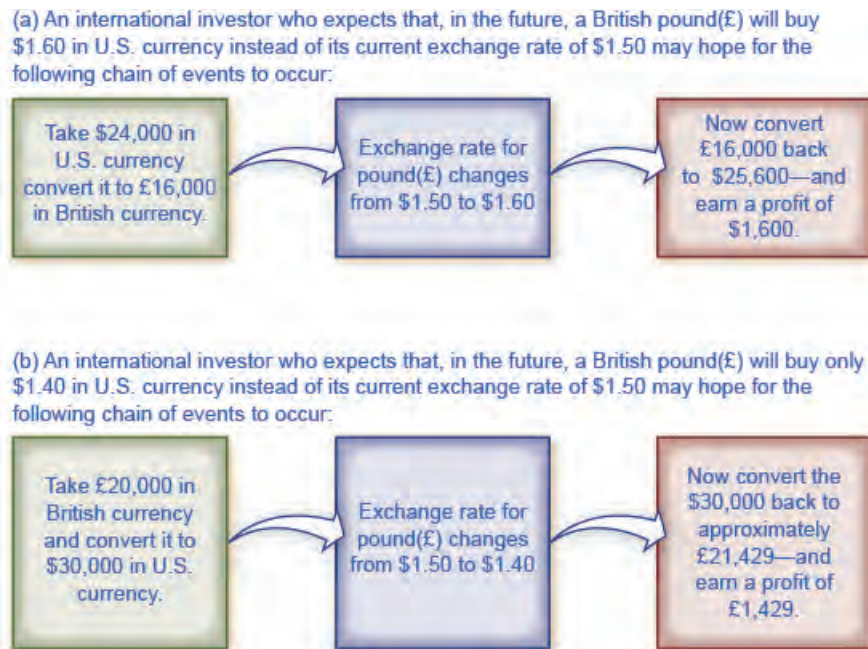 (a) An international investor who expects that, in the future, a British pound(£) will buy
$1.60 in U.S. currency instead of its current exchange rate of $1.50 may hope for the
following chain of events to occur:
Take $24,000 in
U.S. currency
convert it to £16,000
in British currency.
Exchange rate for
pound(£) changes
from $1.50 to $1.60
Now convert
£16,000 back
to $25,600—and
earn a profit of
$1,600.
(b) An international investor who expects that, in the future, a British pound(£) will buy only
$1.40 in U.S. currency instead of its current exchange rate of $1.50 may hope for the
following chain of events to occur:
Take £20,000 in
British currency
and convert it to
$30,000 in U.S.
currency.
Exchange rate for
pound(£) changes
from $1.50 to $1.40
Now convert the
$30,000 back to
approximately
£21,429—and
earn a profit of
£1,429.